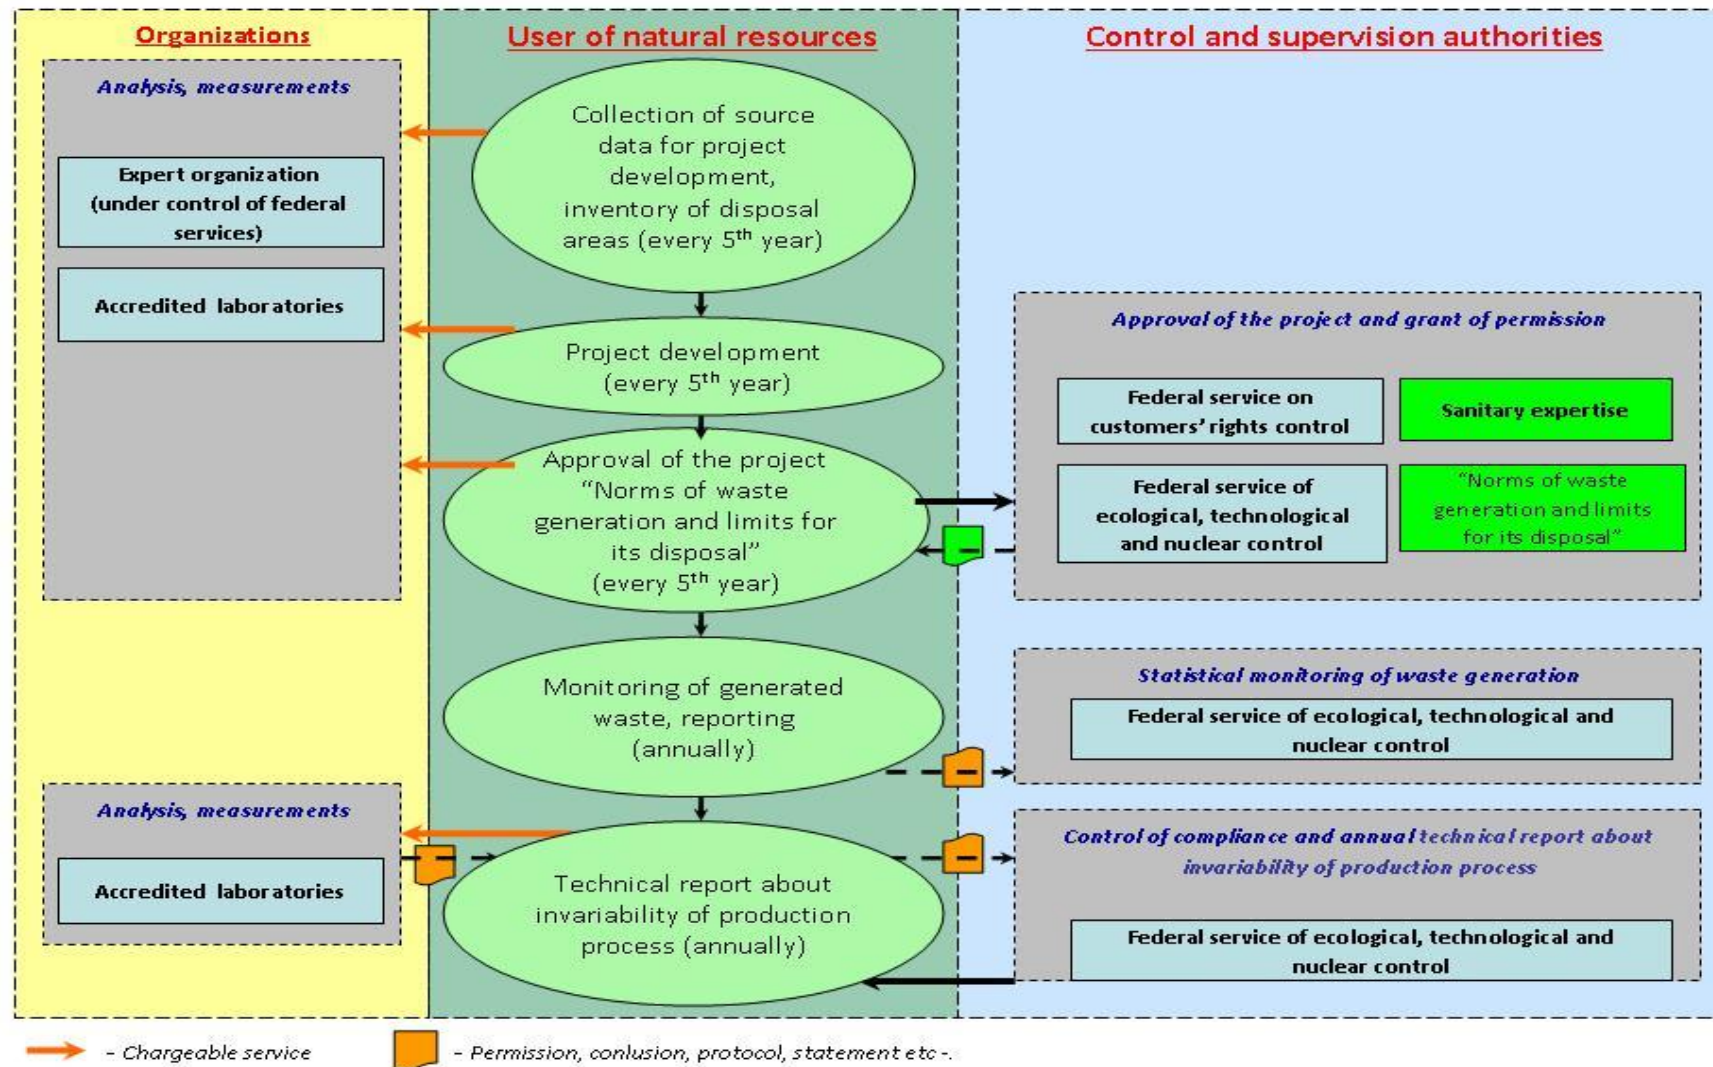 Organizations
Analysis, measurements
Expert organization
(under control of federal
services)
Accredited laboratories
Analysis, measurements
Accredited laboratories
User of natural resources
Collection of source
data for project
development,
inventory of disposal
areas (every 5th year)
Project development
(every 5th year)
Approval of the project
“Norms of waste
generation and limits for
its disposal”
(every 5th year)
Monitoring of generated
waste, reporting
(annually)
Technical report about
invariability of production
process (annually)
Control and supervision authorities
Approval of the project and grant of permission
Federal service on
customers’ rights control
Sanitary expertise
Federal service of
ecological, technological
and nuclear control
“Norms of waste
generation and limits
for its disposal”
Statistical monitoring of waste generation
Federal service of ecological, technological and
nuclear control
Control of compliance and annual technical report about
invariability of production process
Federal service of ecological, technological and
nuclear control
- Chargeable service
- Permission, conlusion, protocol, statement etc -.